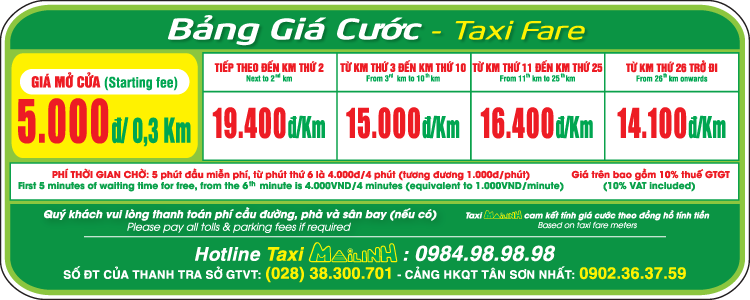 Bảng Giá Cước - Taxi Fare
GIÁ MỞ CỬA (Starting fee)
5.000đ/ 0,3 Km
TIẾP THEO ĐẾN KM THỨ 2
Next to 2nd km
19.400đ/Km
TỪ KM THỨ 3 ĐẾN KM THỨ 10
From 3rd km to 10th km
15.000đ/Km
TỪ KM THỨ 11 ĐẾN KM THỨ 25
From 11th km to 25th km
16.400đ/Km
TỪ KM THỨ 26 TRỞ ĐI
From 26th km onwards
14.100đ/Km
PHÍ THỜI GIAN CHỜ: 5 phút đầu miễn phí, từ phút thứ 6 là 4.000đ/4 phút (tương đương 1.000đ/phút)
First 5 minutes of waiting time for free, from the 6th minute is 4.000VND/4 minutes (equivalent to 1.000VND/minute)
Giá trên bao gồm 10% thuế GTGT
(10% VAT included)
Quý khách vui lòng thanh toán phí cầu đường, phà và sân bay (nếu có)
Please pay all tolls & parking fees if required
Taxi MAiLiNH cam kết tính giá cước theo đồng hồ tính tiền
Based on taxi fare meters
Hotline Taxi MAiLiNH : 0984.98.98.98
SỐ ĐT CỦA THANH TRA SỞ GTVT: (028) 38.300.701 - CẢNG HKQT TÂN SƠN NHẤT: 0902.36.37.59